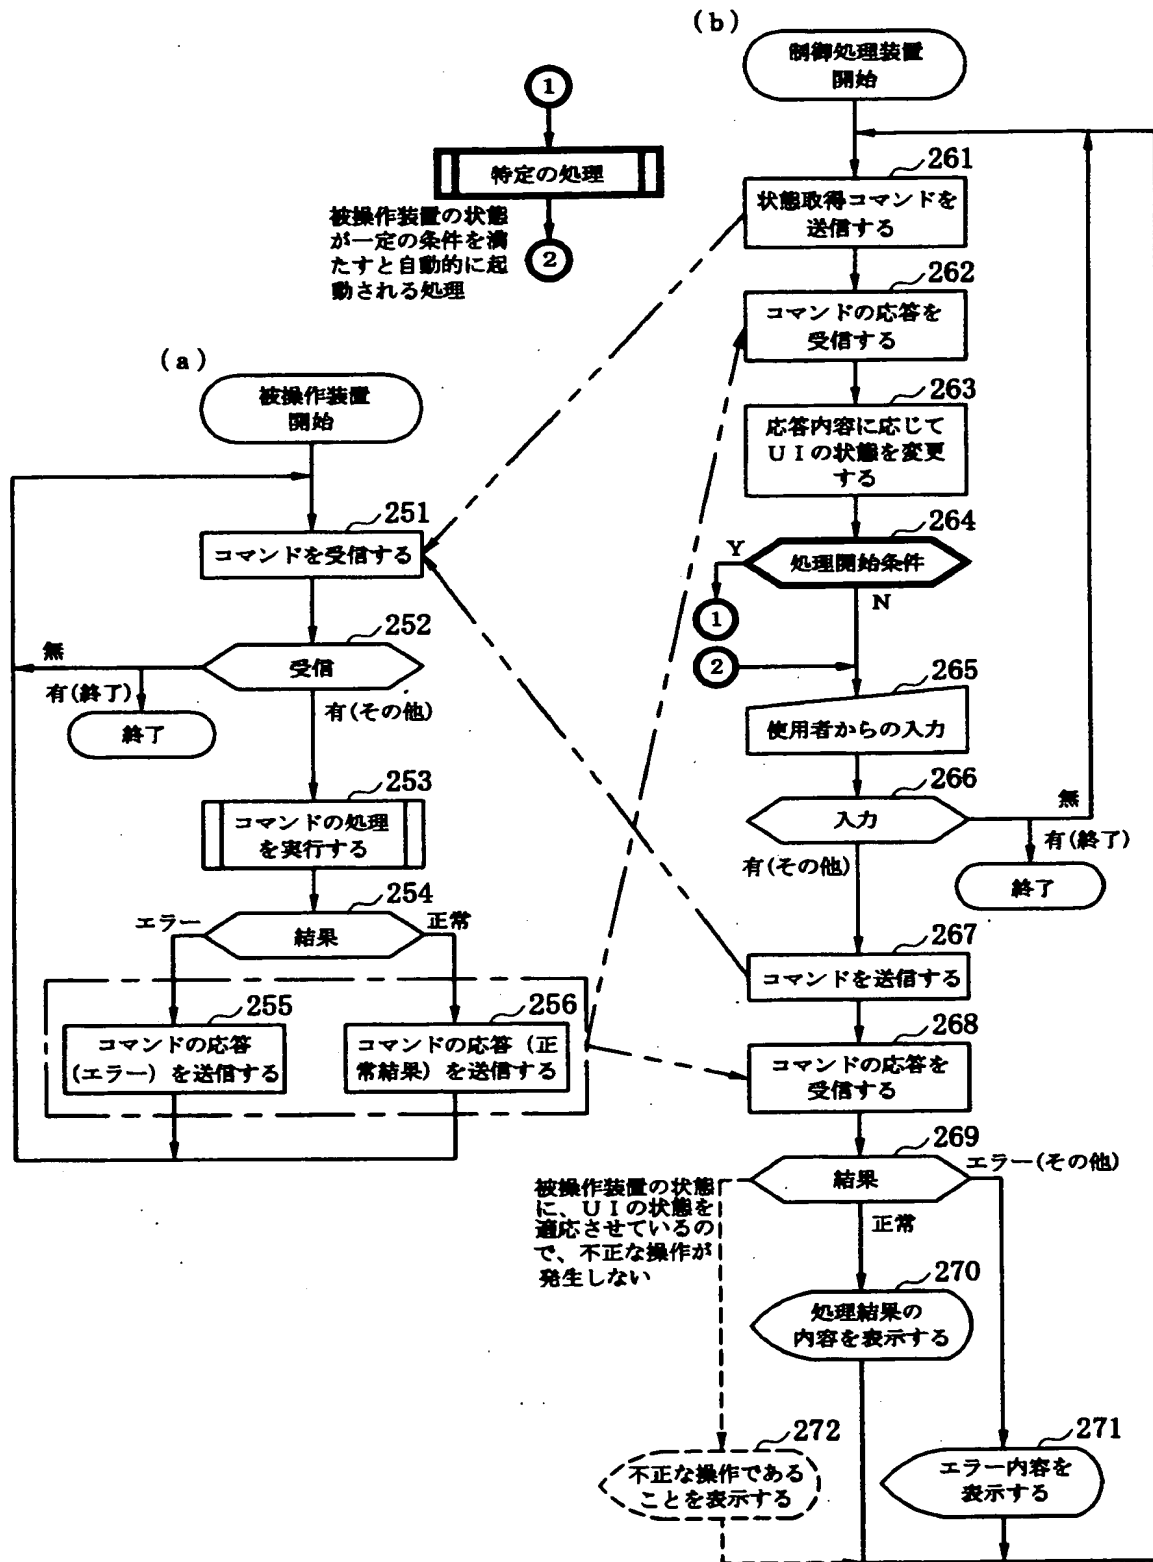 (b)
制御処理装置
開始
1
特定の処理
被操作装置の状態
が一定の条件を満
たすと自動的に起
動される処理
2
261
状態取得コマンドを
送信する
262
コマンドの応答を
受信する
263
応答内容に応じて
UIの状態を変更
する
264
処理開始条件
Y
N
1
2
265
使用者からの入力
266
入力
無
有(終了)
終了
有(その他)
267
コマンドを送信する
268
コマンドの応答を
受信する
269
結果
エラー(その他)
正常
被操作装置の状態
に、UIの状態を
適応させているの
で、不正な操作が
発生しない
270
処理結果の
内容を表示する
271
エラー内容を
表示する
272
不正な操作である
ことを表示する
(a)
被操作装置
開始
251
コマンドを受信する
252
受信
無
有(終了)
終了
有(その他)
253
コマンドの処理
を実行する
254
結果
エラー
正常
255
コマンドの応答
(エラー)を送信する
256
コマンドの応答(正
常結果)を送信する